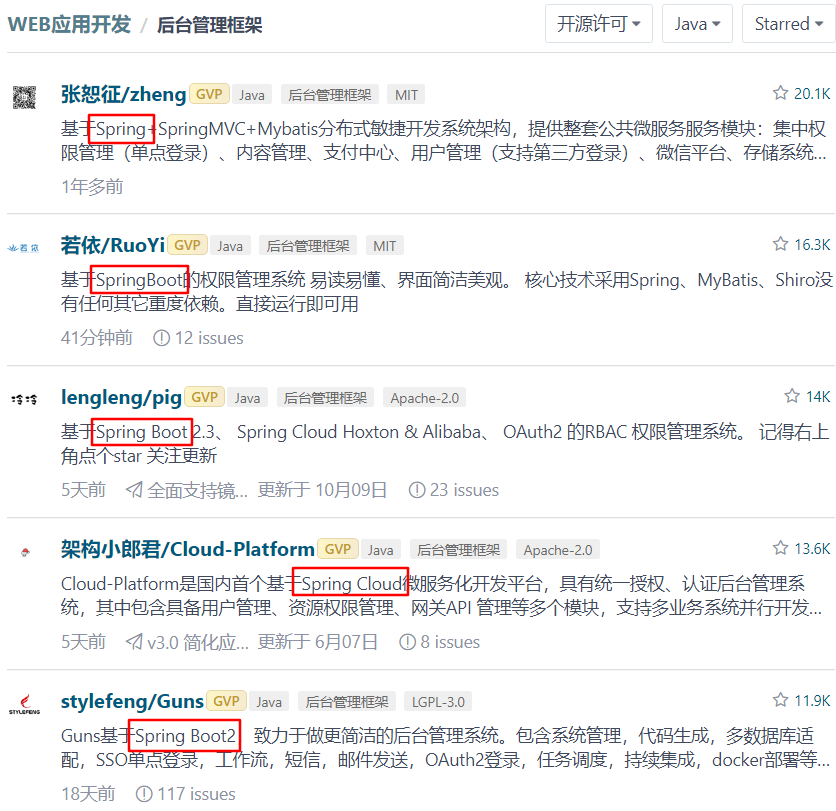 WEB应用开发 / 后台管理框架 开源许可 Java Starred
张恕征/zheng GVP Java 后台管理框架 MIT 20.1K
基于Spring+SpringMVC+Mybatis分布式敏捷开发系统架构，提供整套公共微服务服务模块：集中权
限管理（单点登录）、内容管理、支付中心、用户管理（支持第三方登录）、微信平台、存储系统...
1年多前
若依
若依/RuoYi GVP Java 后台管理框架 MIT 16.3K
基于SpringBoot的权限管理系统 易读易懂、界面简洁美观。 核心技术采用Spring、MyBatis、Shiro没
有任何其它重度依赖。直接运行即可用
41分钟前 12 issues
lengleng/pig GVP Java 后台管理框架 Apache-2.0 14K
基于Spring Boot 2.3、 Spring Cloud Hoxton & Alibaba、 OAuth2 的RBAC 权限管理系统。 记得右上
角点个star 关注更新
5天前 全面支持镜... 更新于 10月09日 23 issues
架构小郎君/Cloud-Platform GVP Java 后台管理框架 Apache-2.0 13.6K
Cloud-Platform是国内首个基于Spring Cloud微服务化开发平台，具有统一授权、认证后台管理系
统，其中包含具备用户管理、资源权限管理、网关API 管理等多个模块，支持多业务系统并行开发...
5天前 v3.0 简化应... 更新于 6月07日 8 issues
STYLEFENG
stylefeng/Guns GVP Java 后台管理框架 LGPL-3.0 11.9K
Guns基于Spring Boot2， 致力于做更简洁的后台管理系统。包含系统管理，代码生成，多数据库适
配，SSO单点登录，工作流，短信，邮件发送，OAuth2登录，任务调度，持续集成，docker部署等...
18天前 117 issues